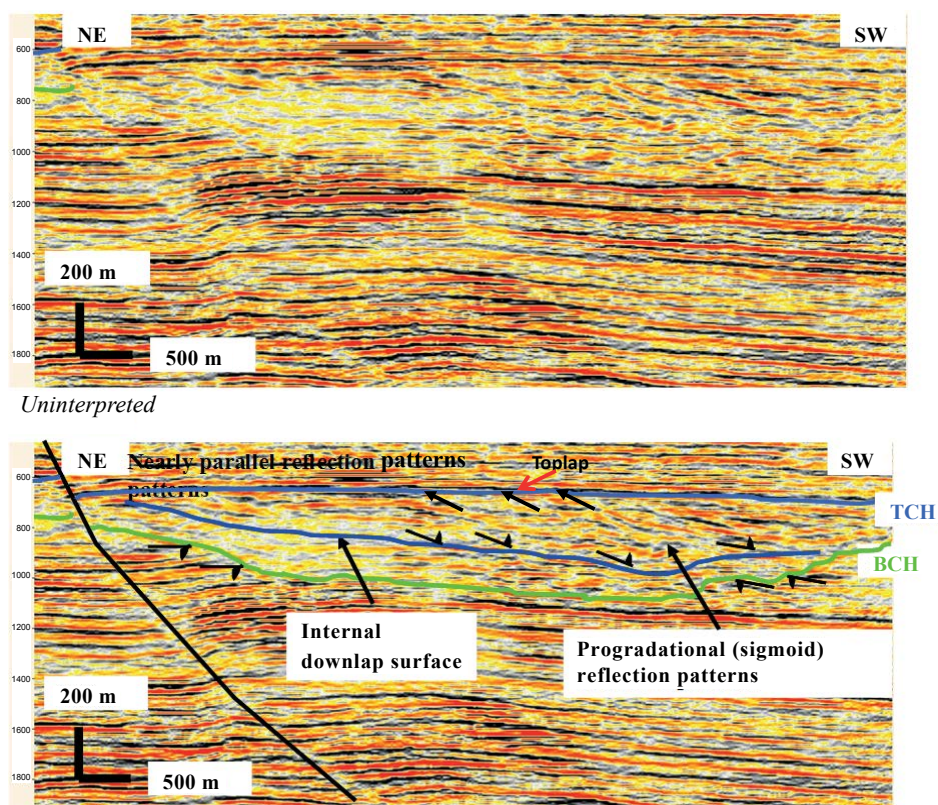 NE
SW
600
800
1000
1200
1400
1600
1800
200 m
500 m
Uninterpreted
NE
Nearly parallel reflection patterns
patterns
Toplap
SW
600
800
1000
1200
1400
1600
1800
TCH
BCH
Internal
downlap surface
Progradational (sigmoid)
reflection patterns
200 m
500 m